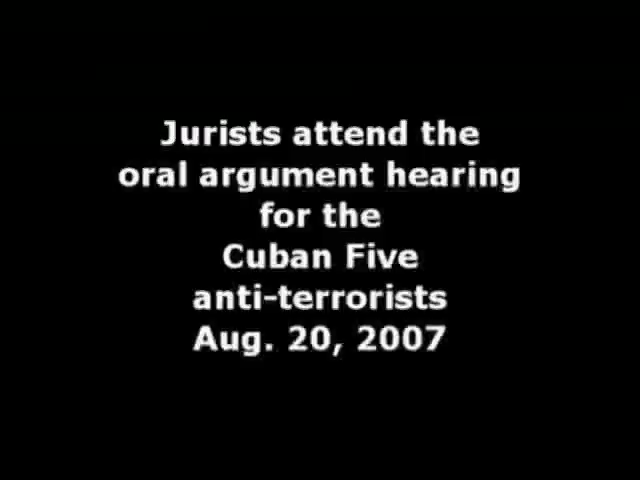 Jurists attend the
oral argument hearing
for the
Cuban Five
anti-terrorists
Aug. 20, 2007